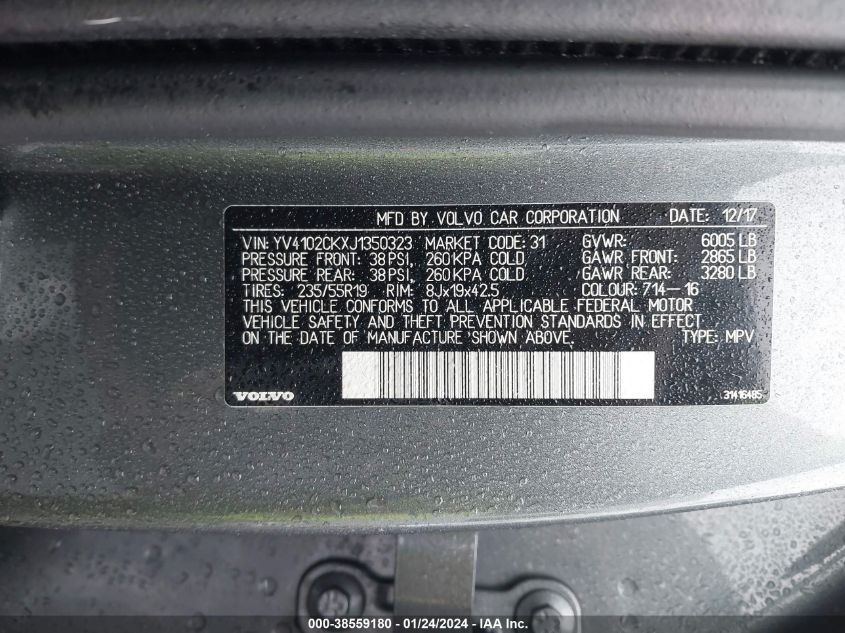 MFD BY VOLVO CAR CORPORATION DATE: 12/17
VIN: YV4102CKXJ1350323 MARKET CODE: 31 GVWR: 6005 LB
PRESSURE FRONT: 38 PSI, 260 KPA COLD GAWR FRONT: 2865 LB
PRESSURE REAR: 38 PSI, 260 KPA COLD GAWR REAR: 3280 LB
TIRES: 235/55R19 RIM: 8Jx19x42.5 COLOUR: 714-16
THIS VEHICLE CONFORMS TO ALL APPLICABLE FEDERAL MOTOR
VEHICLE SAFETY AND THEFT PREVENTION STANDARDS IN EFFECT
ON THE DATE OF MANUFACTURE SHOWN ABOVE. TYPE: MPV
VOLVO 31416485
000-38559180 - 01/24/2024 - IAA Inc.